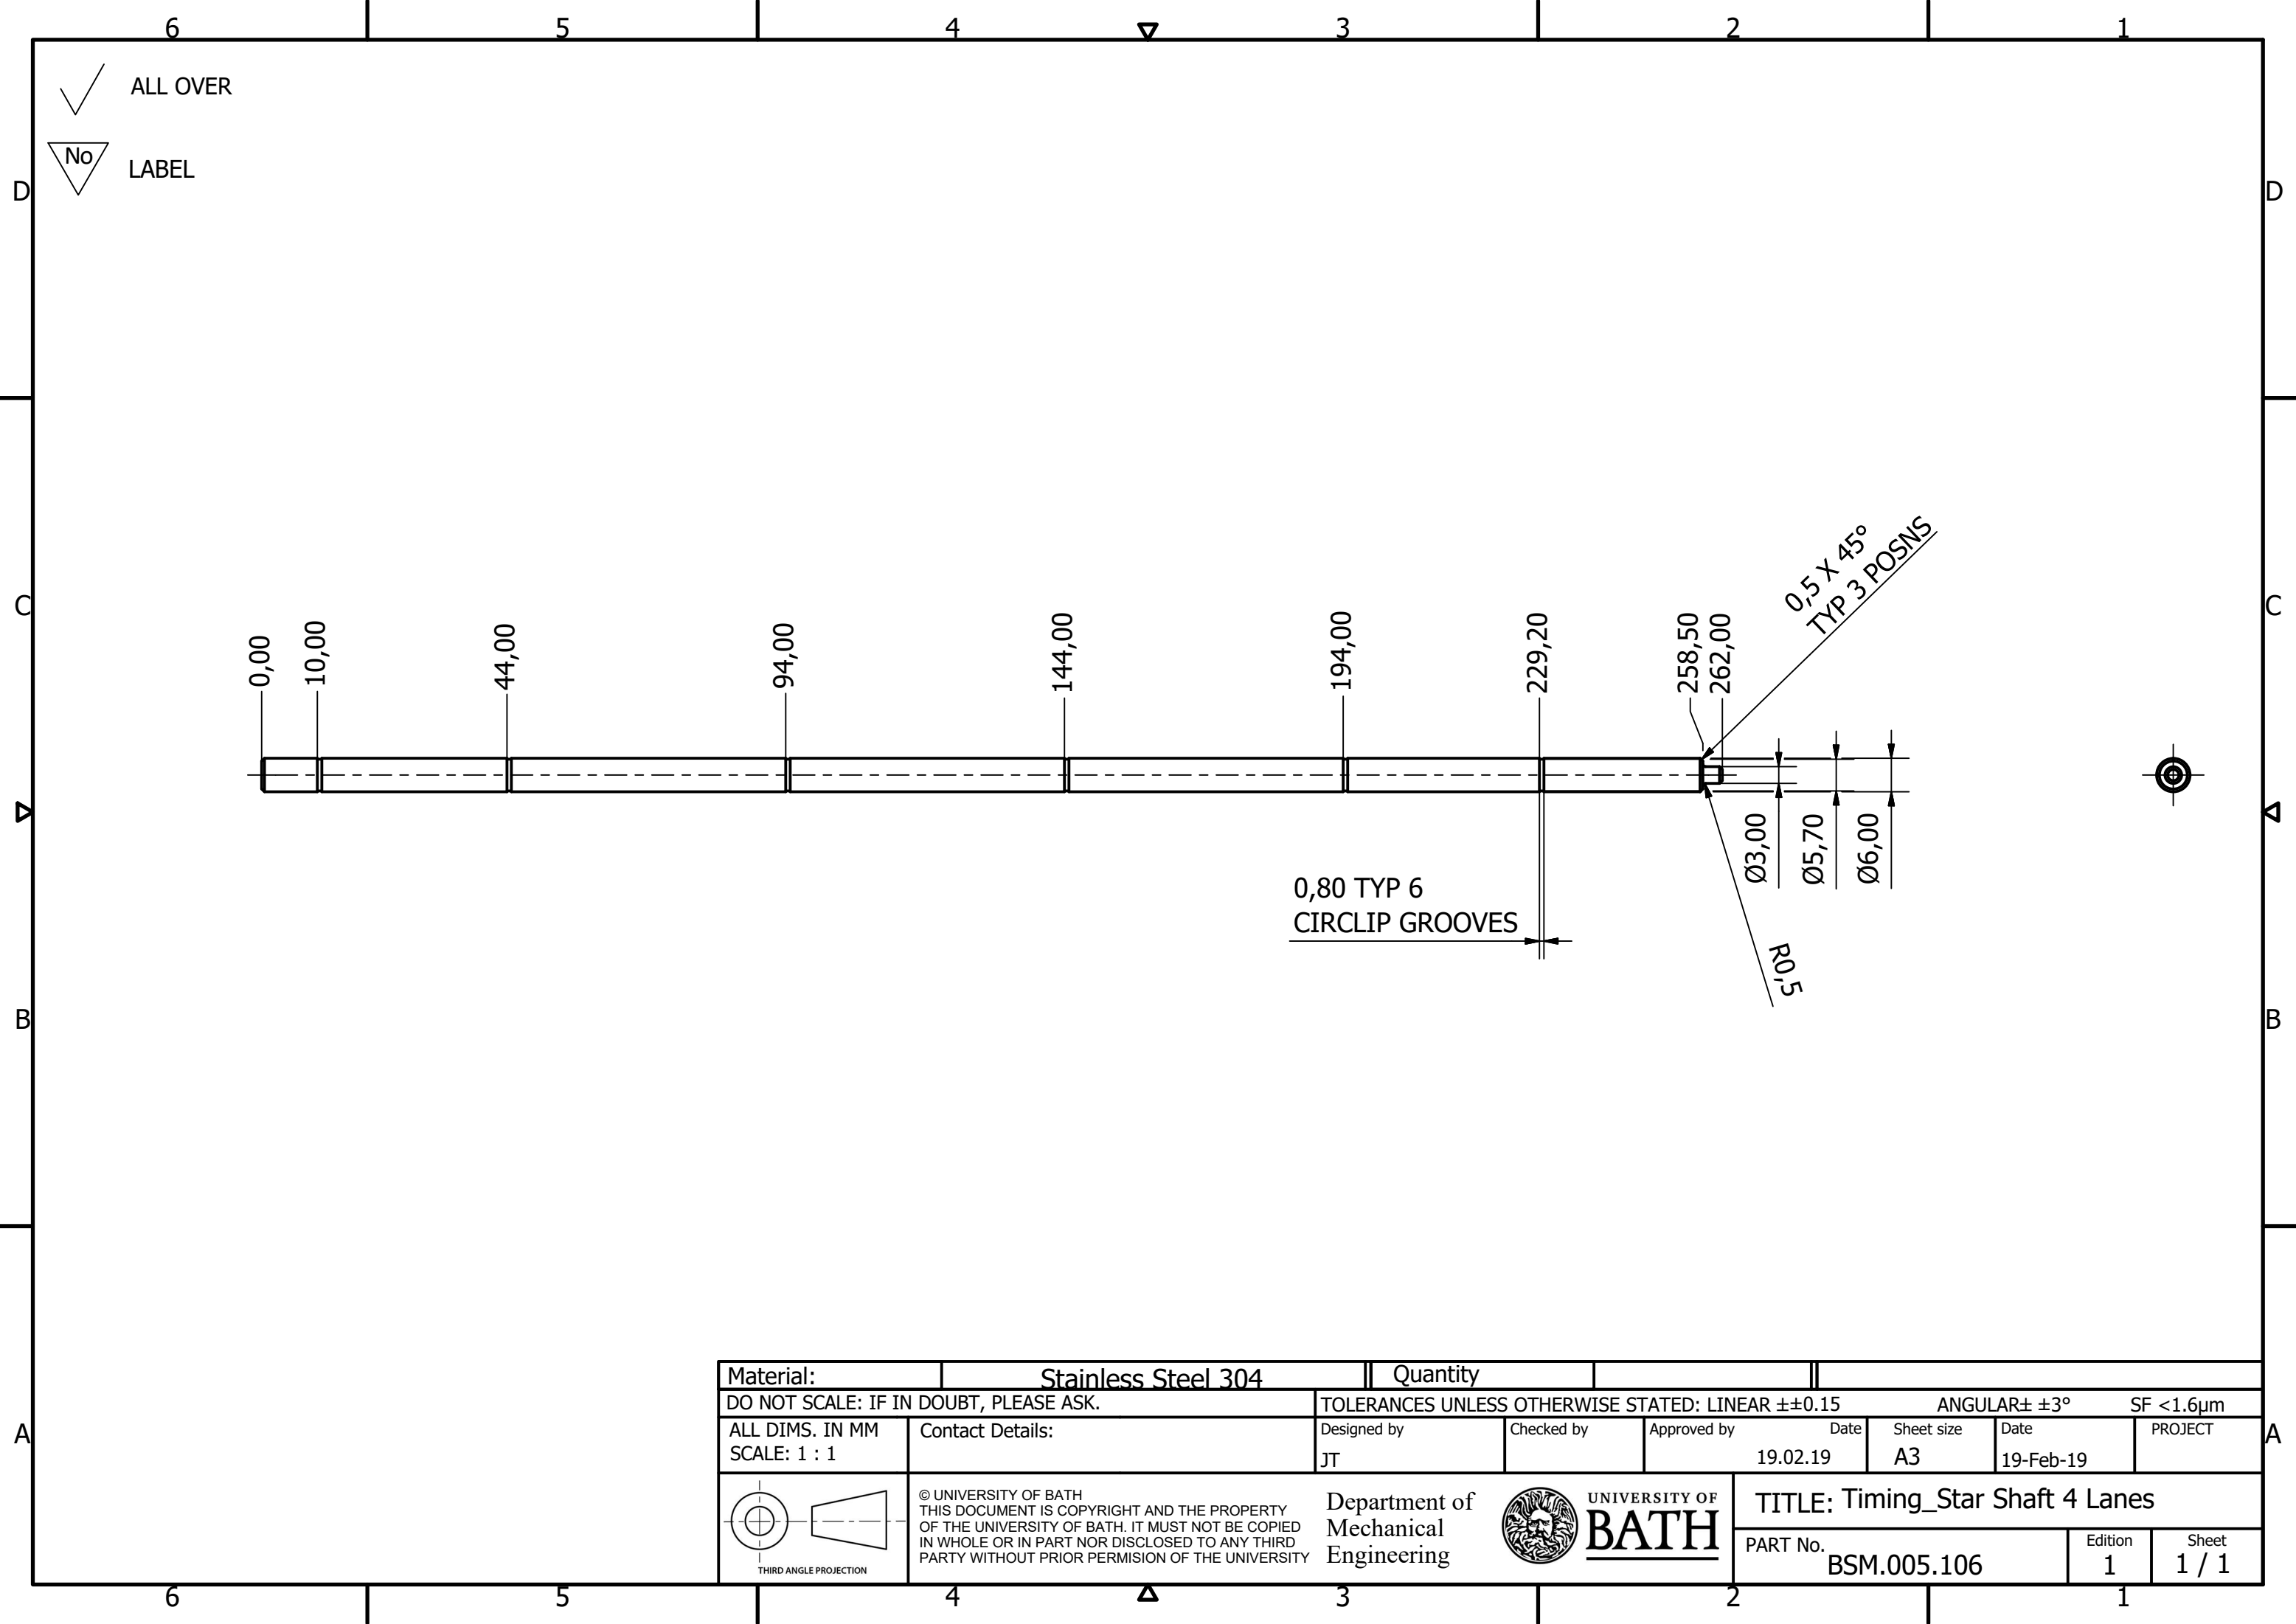 6 5 4 3 2 1
ALL OVER
No LABEL
D D
C C
0,5 X 45°
TYP 3 POSNS
0,00 10,00 44,00 94,00 144,00 194,00 229,20 258,50 262,00
Ø3,00 Ø5,70 Ø6,00
0,80 TYP 6
CIRCLIP GROOVES
R0,5
B B
A A
Material: Stainless Steel 304 Quantity
DO NOT SCALE: IF IN DOUBT, PLEASE ASK. TOLERANCES UNLESS OTHERWISE STATED: LINEAR ±±0.15 ANGULAR± ±3° SF <1.6µm
ALL DIMS. IN MM
SCALE: 1 : 1
Contact Details:
Designed by
JT
Checked by
Approved by Date
19.02.19
Sheet size
A3
Date
19-Feb-19
PROJECT
THIRD ANGLE PROJECTION
© UNIVERSITY OF BATH
THIS DOCUMENT IS COPYRIGHT AND THE PROPERTY
OF THE UNIVERSITY OF BATH. IT MUST NOT BE COPIED
IN WHOLE OR IN PART NOR DISCLOSED TO ANY THIRD
PARTY WITHOUT PRIOR PERMISION OF THE UNIVERSITY
Department of
Mechanical
Engineering
UNIVERSITY OF
BATH
TITLE: Timing_Star Shaft 4 Lanes
PART No. BSM.005.106
Edition
1
Sheet
1 / 1
6 5 4 3 2 1